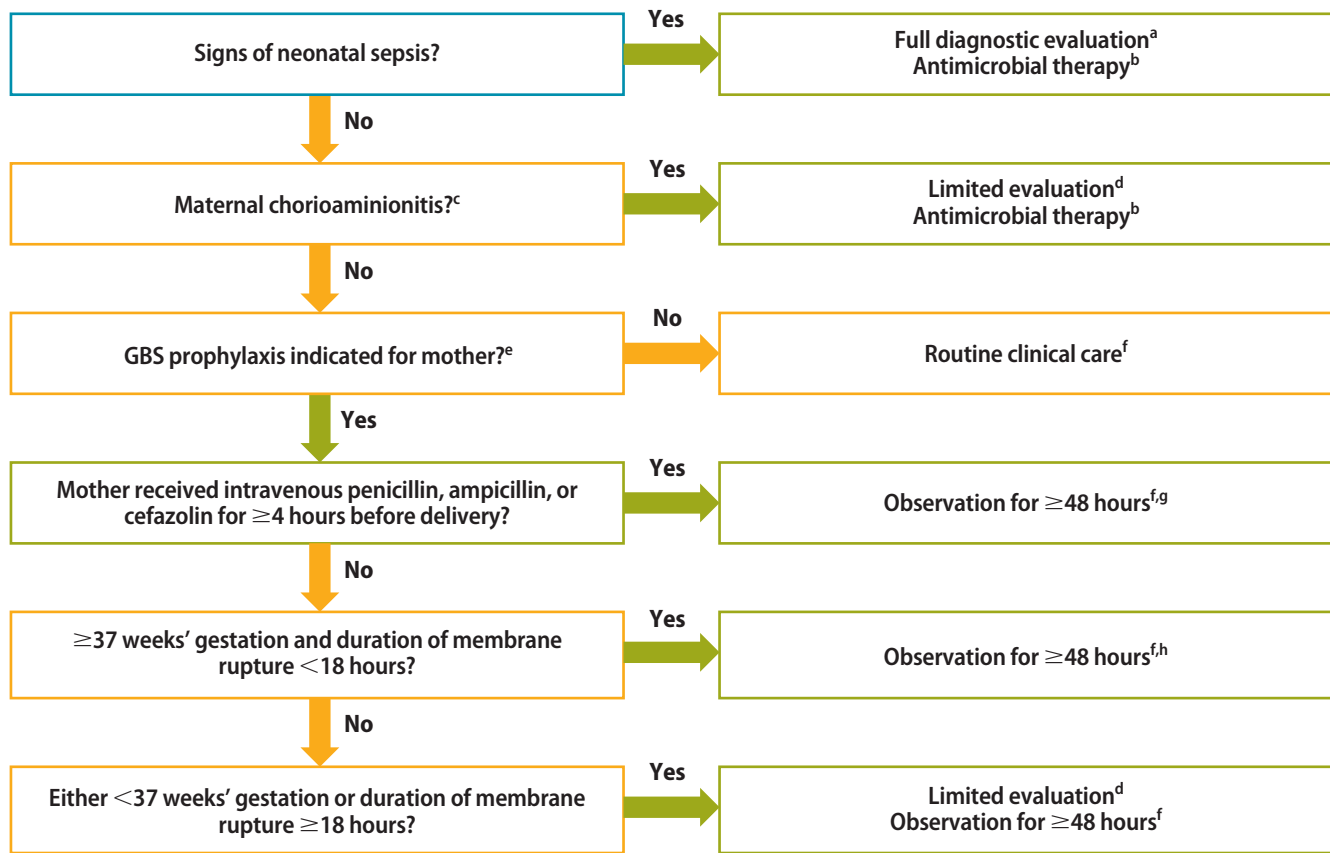 Signs of neonatal sepsis?
Yes
Full diagnostic evaluationᵃ
Antimicrobial therapyᵇ
No
Maternal chorioaminionitis?ᶜ
Yes
Limited evaluationᵈ
Antimicrobial therapyᵇ
No
GBS prophylaxis indicated for mother?ᵉ
No
Routine clinical careᶠ
Yes
Mother received intravenous penicillin, ampicillin, or
cefazolin for ≥4 hours before delivery?
Yes
Observation for ≥48 hoursᶠ,ᵍ
No
≥37 weeks’ gestation and duration of membrane
rupture <18 hours?
Yes
Observation for ≥48 hoursᶠ,ʰ
No
Either <37 weeks’ gestation or duration of membrane
rupture ≥18 hours?
Yes
Limited evaluationᵈ
Observation for ≥48 hoursᶠ